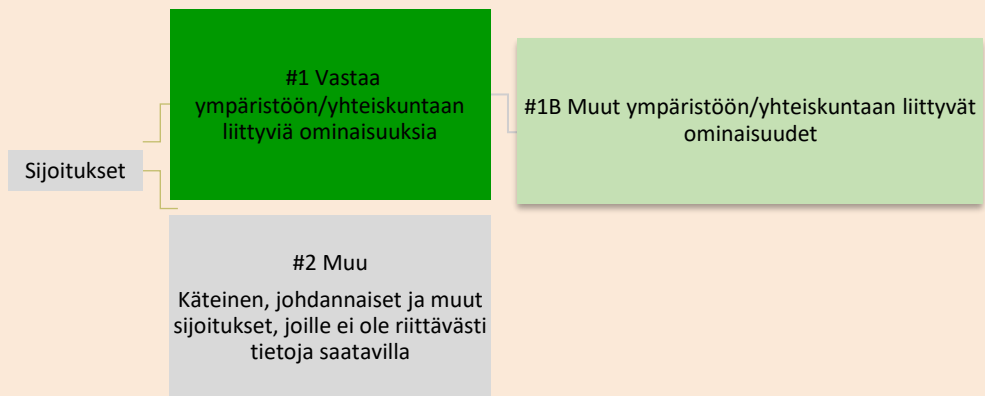 Sijoitukset
#1 Vastaa
ympäristöön/yhteiskuntaan
liittyviä ominaisuuksia
#1B Muut ympäristöön/yhteiskuntaan liittyvät
ominaisuudet
#2 Muu
Käteinen, johdannaiset ja muut
sijoitukset, joille ei ole riittävästi
tietoja saatavilla